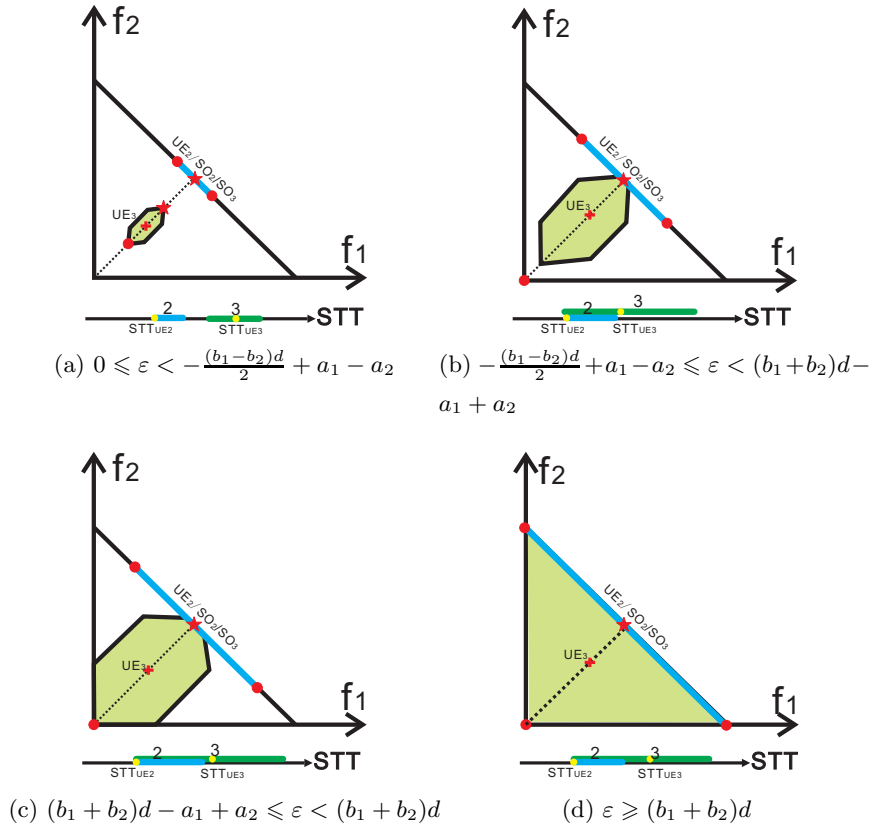 f2
UE2/SO2/SO3
UE3
f1
2 3
STT
STTUE2 STTUE3
(a) 0 ⩽ ε < −(b1−b2)d/2 + a1 − a2
f2
UE2/SO2/SO3
UE3
f1
2 3
STT
STTUE2 STTUE3
(b) −(b1−b2)d/2 + a1 − a2 ⩽ ε < (b1 + b2)d −
a1 + a2
f2
UE2/SO2/SO3
UE3
f1
2 3
STT
STTUE2 STTUE3
(c) (b1 + b2)d − a1 + a2 ⩽ ε < (b1 + b2)d
f2
UE2/SO2/SO3
UE3
f1
2 3
STT
STTUE2 STTUE3
(d) ε ⩾ (b1 + b2)d